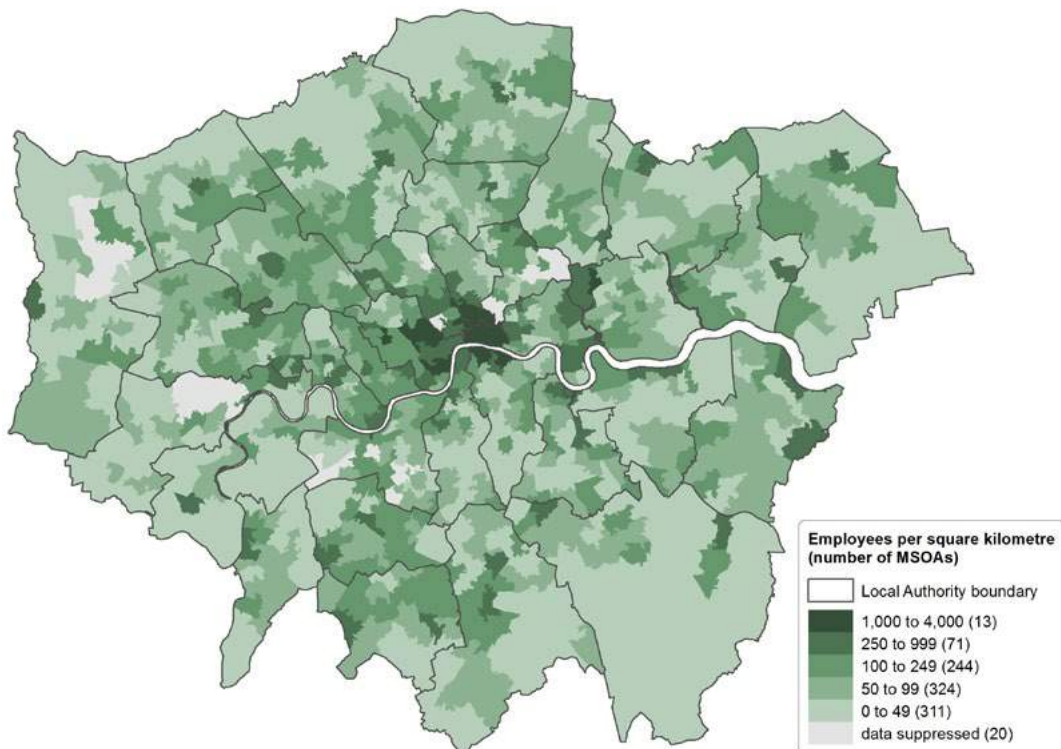 Employees per square kilometre
(number of MSOAs)
Local Authority boundary
1,000 to 4,000 (13)
250 to 999 (71)
100 to 249 (244)
50 to 99 (324)
0 to 49 (311)
data suppressed (20)